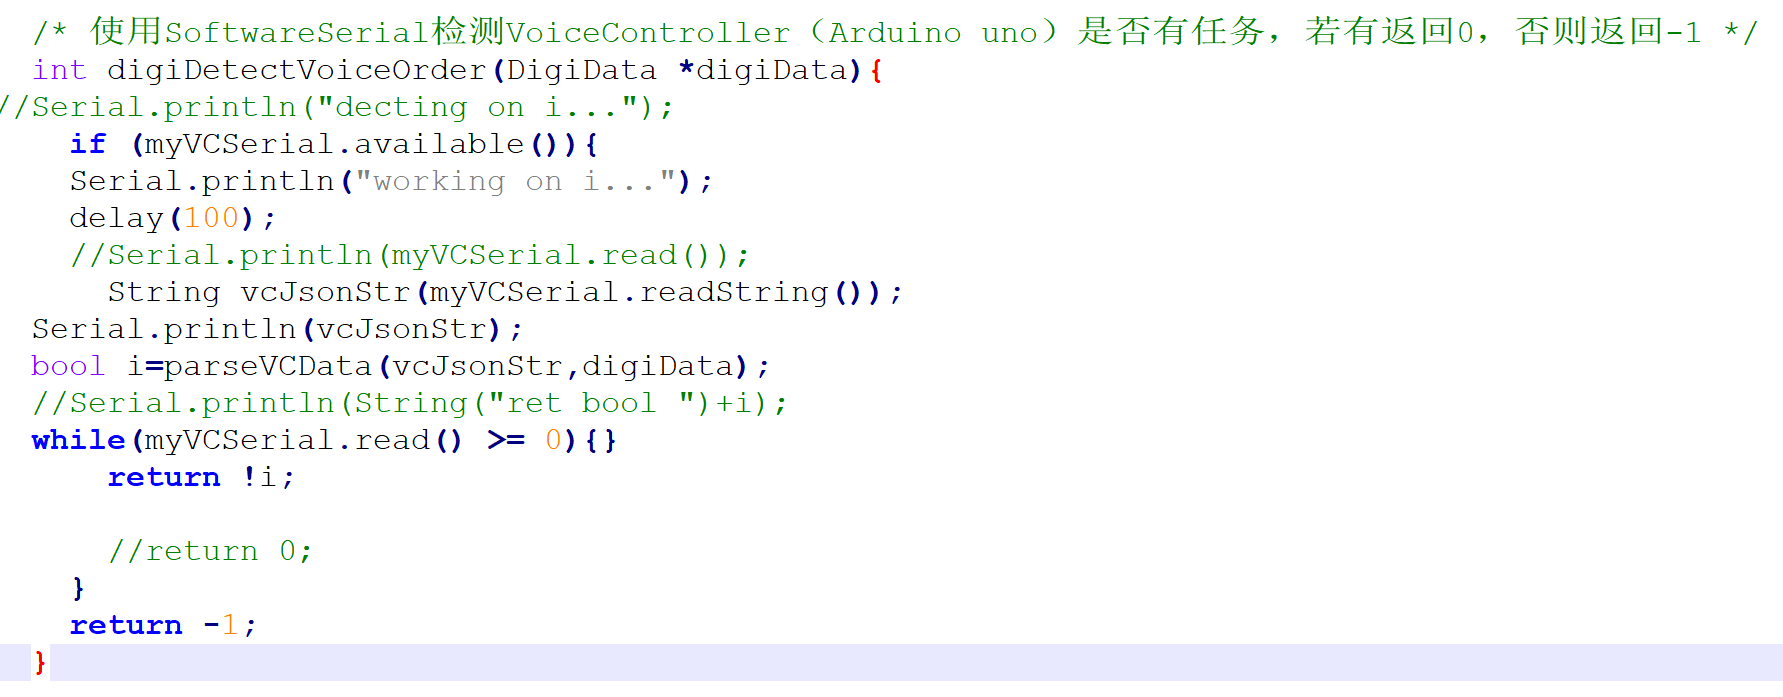 /* 使用SoftwareSerial检测VoiceController（Arduino uno）是否有任务，若有返回0，否则返回-1 */
int digiDetectVoiceOrder(DigiData *digiData){
//Serial.println("decting on i...");
if (myVCSerial.available()){
Serial.println("working on i...");
delay(100);
//Serial.println(myVCSerial.read());
String vcJsonStr(myVCSerial.readString());
Serial.println(vcJsonStr);
bool i=parseVCData(vcJsonStr,digiData);
//Serial.println(String("ret bool ")+i);
while(myVCSerial.read() >= 0){}
return !i;
//return 0;
}
return -1;
}